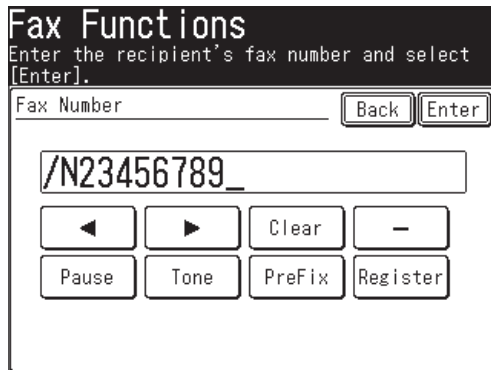 Fax Functions
Enter the recipient's fax number and select
[Enter].
Fax Number
Back Enter
/N23456789_
◀ ▶ Clear −
Pause Tone PreFix Register